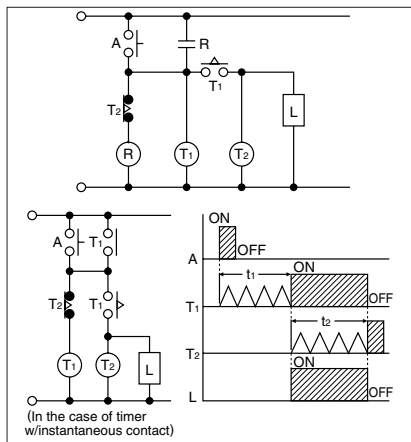 A
R
T1
T2
R
T1
T2
L
A
T1
T2
T1
T1
T2
L
(In the case of timer
w/instantaneous contact)
ON
OFF
A
t1
ON
T1
OFF
t2
T2
ON
OFF
L